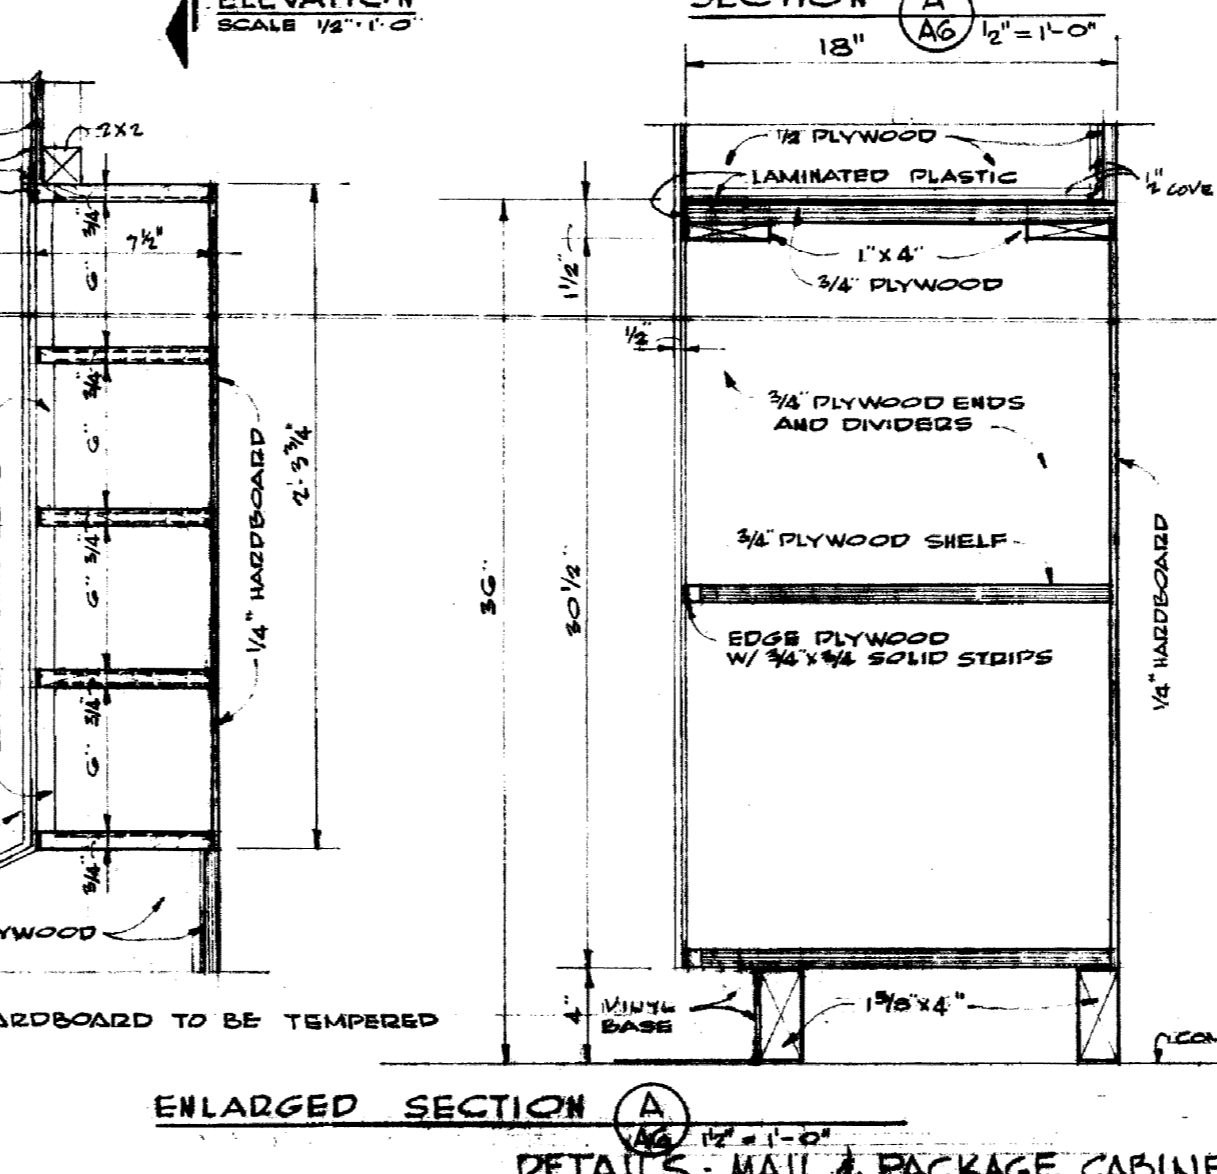 ELEVATION
SCALE 1/2"=1'-0"
SECTION A
A6 1/2" = 1'-0"
18"
2X2
1/2 PLYWOOD
LAMINATED PLASTIC
1/2" COVE
3/4"
7 1/2"
6"
1"X4"
3/4" PLYWOOD
1 1/2"
1/2"
3/4"
6"
3/4" PLYWOOD ENDS
AND DIVIDERS
1/4" HARDBOARD
2'-3 3/4"
3/4"
6"
3/4" PLYWOOD SHELF
36"
30 1/2"
1/4" HARDBOARD
EDGE PLYWOOD
W/ 3/4"X3/4 SOLID STRIPS
3/4"
6"
3/4"
YWOOD
4"
VINYL
BASE
1 5/8"X4"
ARDBOARD TO BE TEMPERED
CON
ENLARGED SECTION A
A6 1 1/2" = 1'-0"
DETAILS - MAIL & PACKAGE CABINE